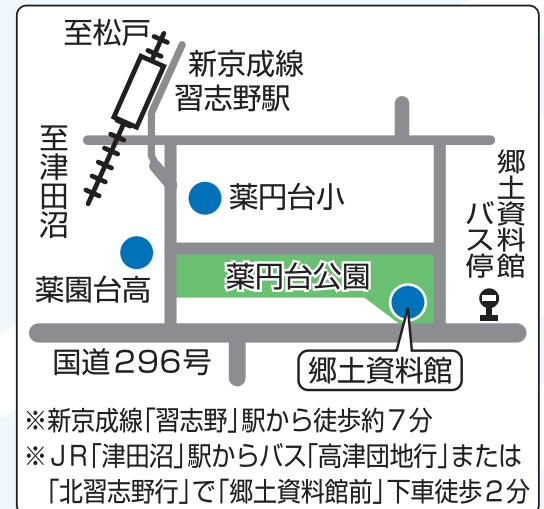 至松戸
新京成線
習志野駅
至津田沼
郷土資料館
バス停
薬円台小
薬園台高
薬円台公園
国道296号
郷土資料館
※新京成線「習志野」駅から徒歩約7分
※JR「津田沼」駅からバス「高津団地行」または
「北習志野行」で「郷土資料館前」下車徒歩2分